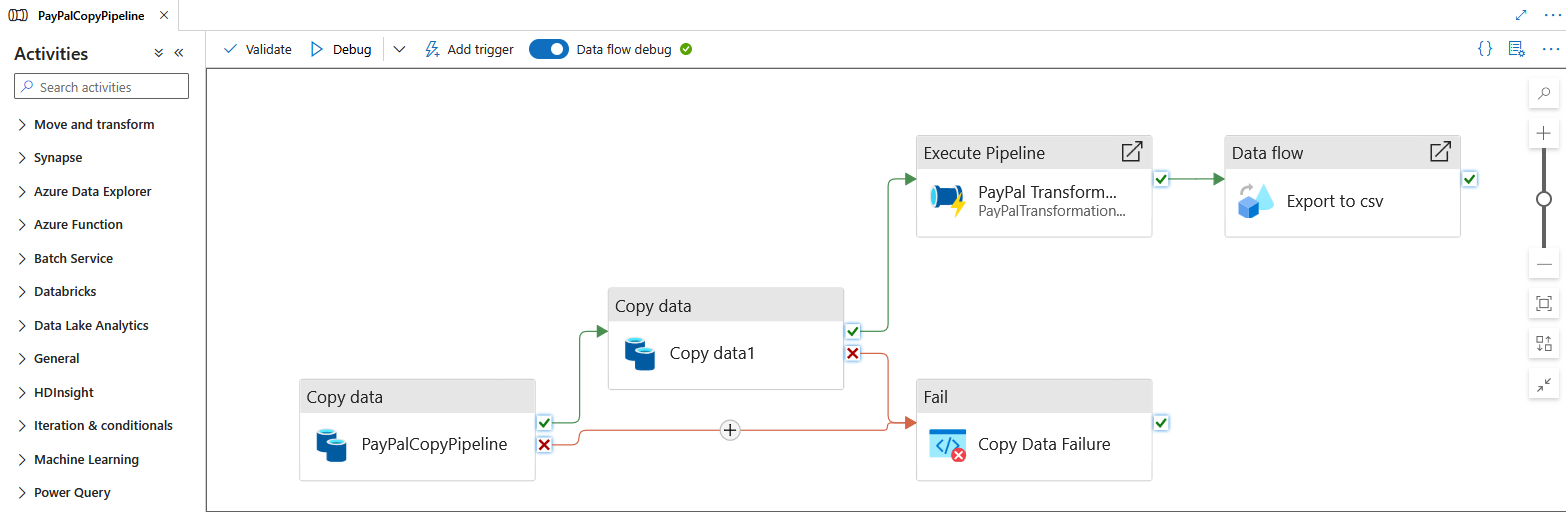 PayPalCopyPipeline
Activities
Search activities
Move and transform
Synapse
Azure Data Explorer
Azure Function
Batch Service
Databricks
Data Lake Analytics
General
HDInsight
Iteration & conditionals
Machine Learning
Power Query
Validate Debug Add trigger Data flow debug
Execute Pipeline
PayPal Transform...
PayPalTransformation...
Data flow
Export to csv
Copy data
Copy data1
Copy data
PayPalCopyPipeline
Fail
Copy Data Failure